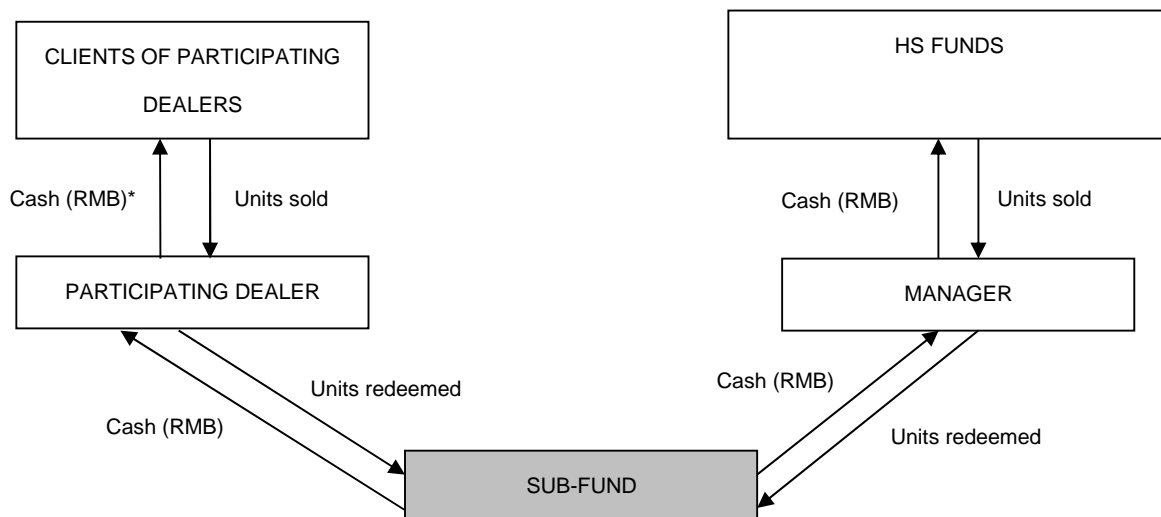 CLIENTS OF PARTICIPATING
DEALERS
HS FUNDS
Cash (RMB)*
Units sold
Cash (RMB)
Units sold
PARTICIPATING DEALER
MANAGER
Units redeemed
Cash (RMB)
Cash (RMB)
Units redeemed
SUB-FUND